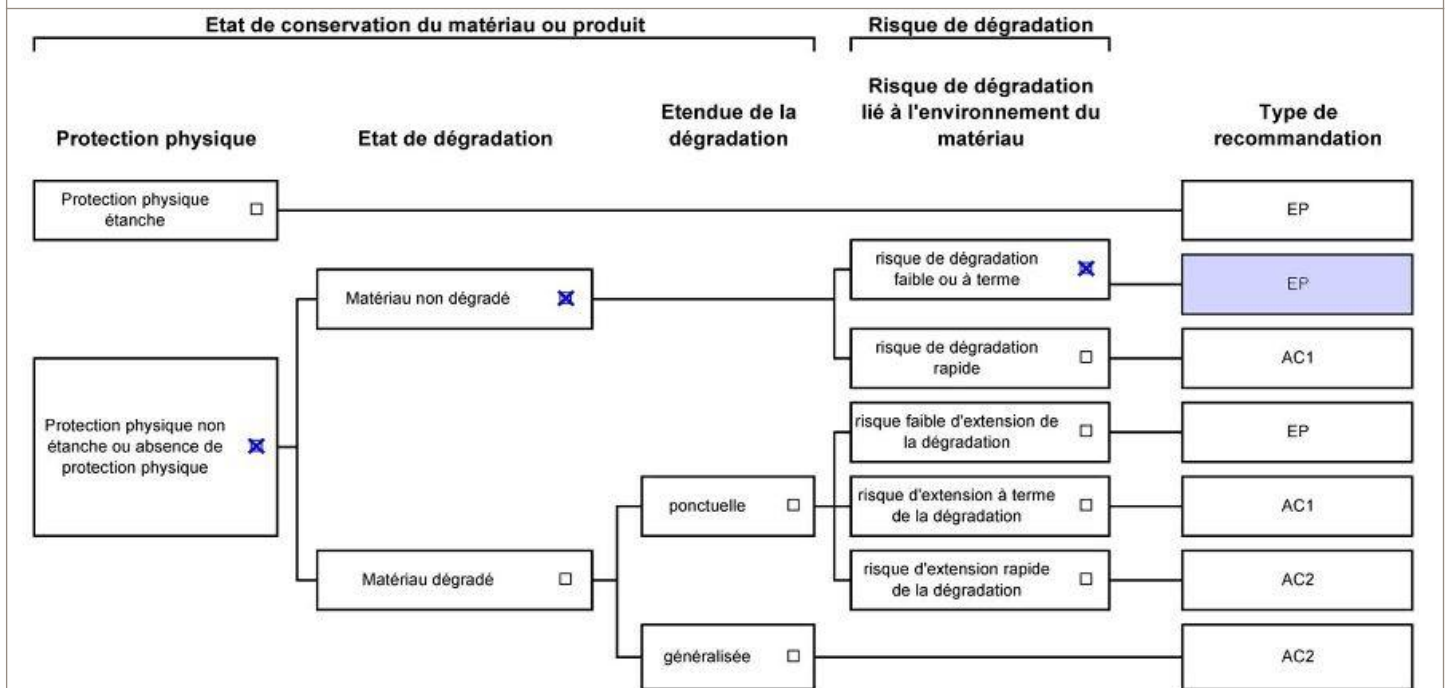 Etat de conservation du matériau ou produit
Risque de dégradation
Protection physique
Etat de dégradation
Etendue de la
dégradation
Risque de dégradation
lié à l'environnement du
matériau
Type de
recommandation
Protection physique
étanche
EP
risque de dégradation
faible ou à terme
EP
Matériau non dégradé
risque de dégradation
rapide
AC1
Protection physique non
étanche ou absence de
protection physique
risque faible d'extension de
la dégradation
EP
ponctuelle
risque d'extension à terme
de la dégradation
AC1
Matériau dégradé
risque d'extension rapide
de la dégradation
AC2
généralisée
AC2